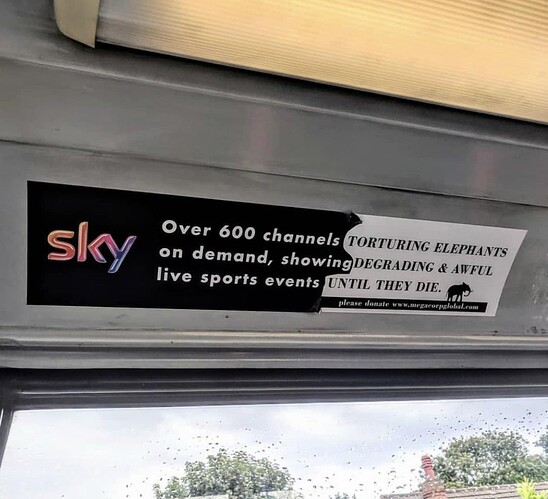 sky
Over 600 channels TORTURING ELEPHANTS
on demand, showing DEGRADING & AWFUL
live sports events UNTIL THEY DIE.
please donate www.megacorpglobal.com